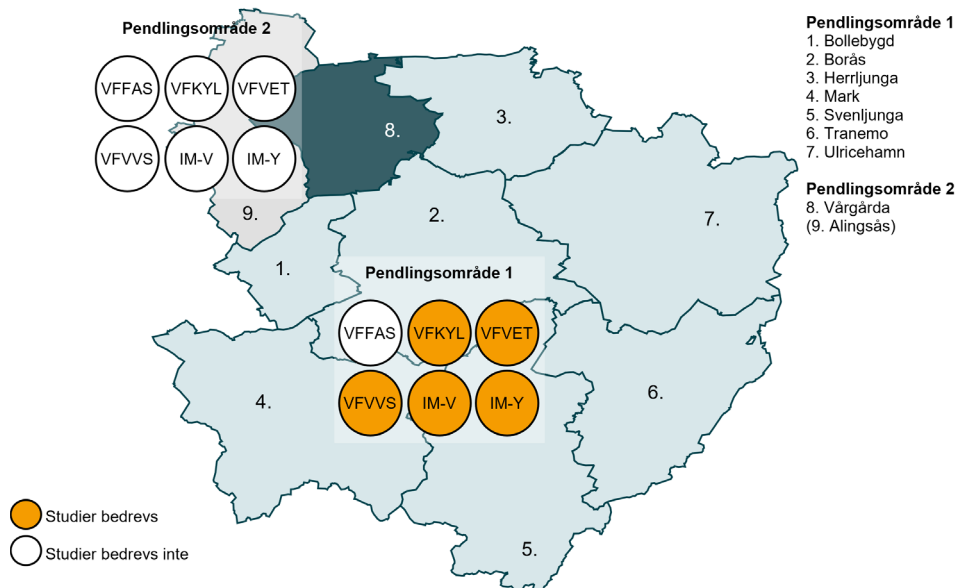 Pendlingsområde 2
VFFAS VFKYL VFVET
VFVVS IM-V IM-Y
8.
3.
9.
2.
7.
1.
Pendlingsområde 1
VFFAS VFKYL VFVET
VFVVS IM-V IM-Y
4.
6.
5.
Studier bedrevs
Studier bedrevs inte
Pendlingsområde 1
1. Bollebygd
2. Borås
3. Herrljunga
4. Mark
5. Svenljunga
6. Tranemo
7. Ulricehamn
Pendlingsområde 2
8. Vårgårda
(9. Alingsås)